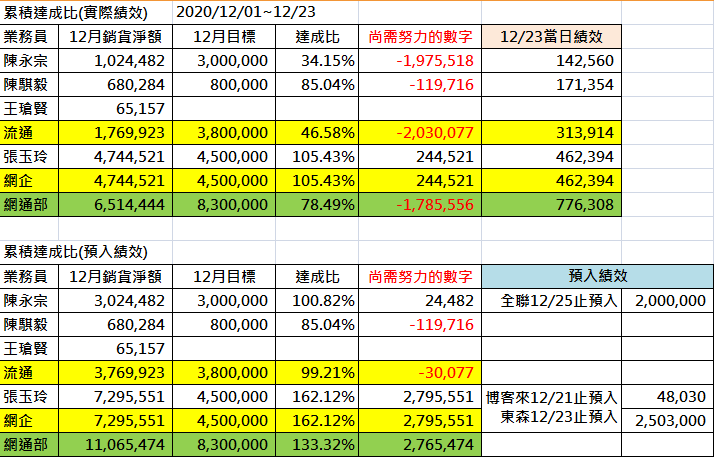 累積達成比(實際績效) 2020/12/01~12/23
業務員 12月銷貨淨額 12月目標 達成比 尚需努力的數字 12/23當日績效
陳永宗 1,024,482 3,000,000 34.15% -1,975,518 142,560
陳騏毅 680,284 800,000 85.04% -119,716 171,354
王瑲賢 65,157
流通 1,769,923 3,800,000 46.58% -2,030,077 313,914
張玉玲 4,744,521 4,500,000 105.43% 244,521 462,394
網企 4,744,521 4,500,000 105.43% 244,521 462,394
網通部 6,514,444 8,300,000 78.49% -1,785,556 776,308
累積達成比(預入績效)
業務員 12月銷貨淨額 12月目標 達成比 尚需努力的數字 預入績效
陳永宗 3,024,482 3,000,000 100.82% 24,482 全聯12/25止預入 2,000,000
陳騏毅 680,284 800,000 85.04% -119,716
王瑲賢 65,157
流通 3,769,923 3,800,000 99.21% -30,077
張玉玲 7,295,551 4,500,000 162.12% 2,795,551 博客來12/21止預入 48,030
網企 7,295,551 4,500,000 162.12% 2,795,551 東森12/23止預入 2,503,000
網通部 11,065,474 8,300,000 133.32% 2,765,474